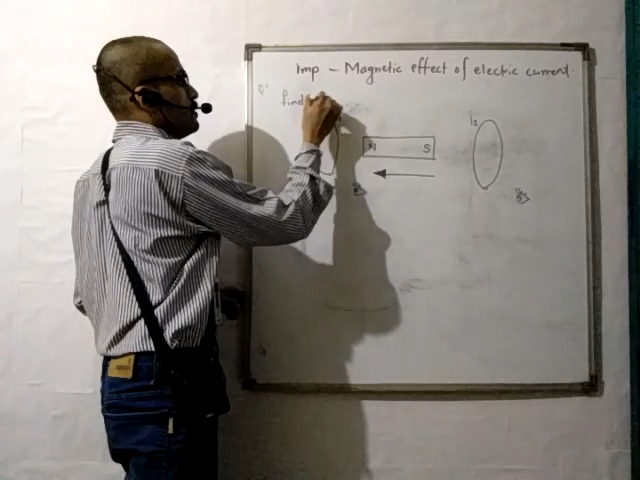 Imp - Magnetic effect of electric current.
Q.
find
N S
I2